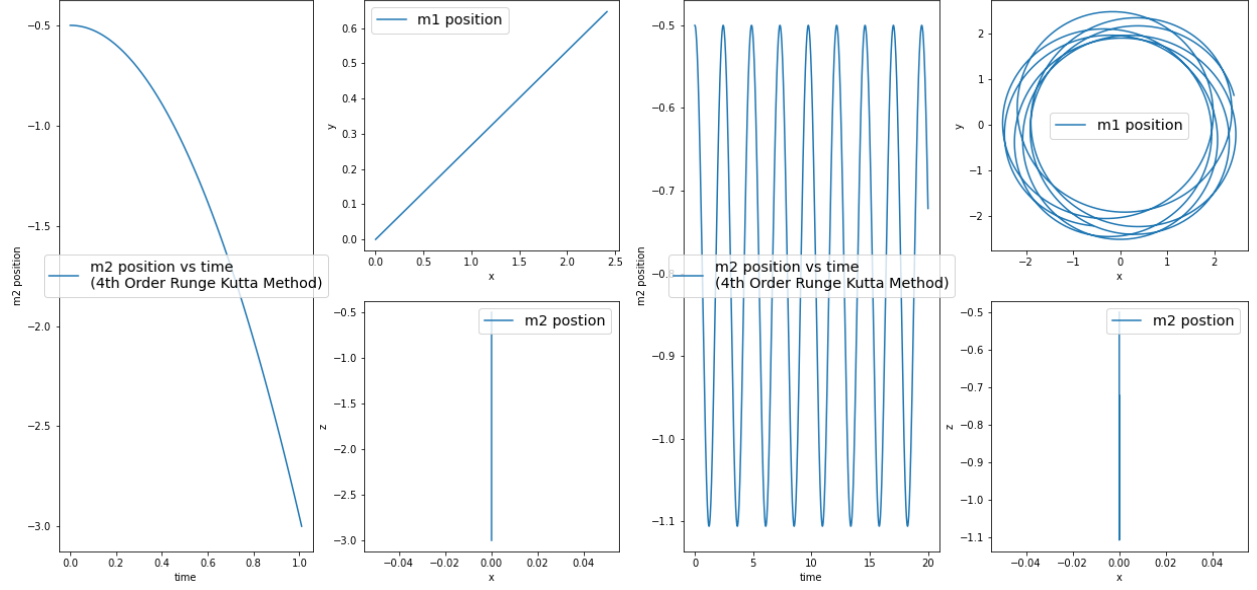 −0.5
−1.0
−1.5
−2.0
−2.5
−3.0
m2 position
m2 position vs time
(4th Order Runge Kutta Method)
0.0 0.2 0.4 0.6 0.8 1.0
time
m1 position
0.6
0.5
0.4
0.3
0.2
0.1
0.0
y
0.0 0.5 1.0 1.5 2.0 2.5
x
m2 postion
−0.5
−1.0
−1.5
−2.0
−2.5
−3.0
z
−0.04 −0.02 0.00 0.02 0.04
x
−0.5
−0.6
−0.7
−0.8
−0.9
−1.0
−1.1
m2 position
m2 position vs time
(4th Order Runge Kutta Method)
0 5 10 15 20
time
2
1
0
−1
−2
y
m1 position
−2 −1 0 1 2
x
m2 postion
−0.5
−0.6
−0.7
−0.8
−0.9
−1.0
−1.1
z
−0.04 −0.02 0.00 0.02 0.04
x